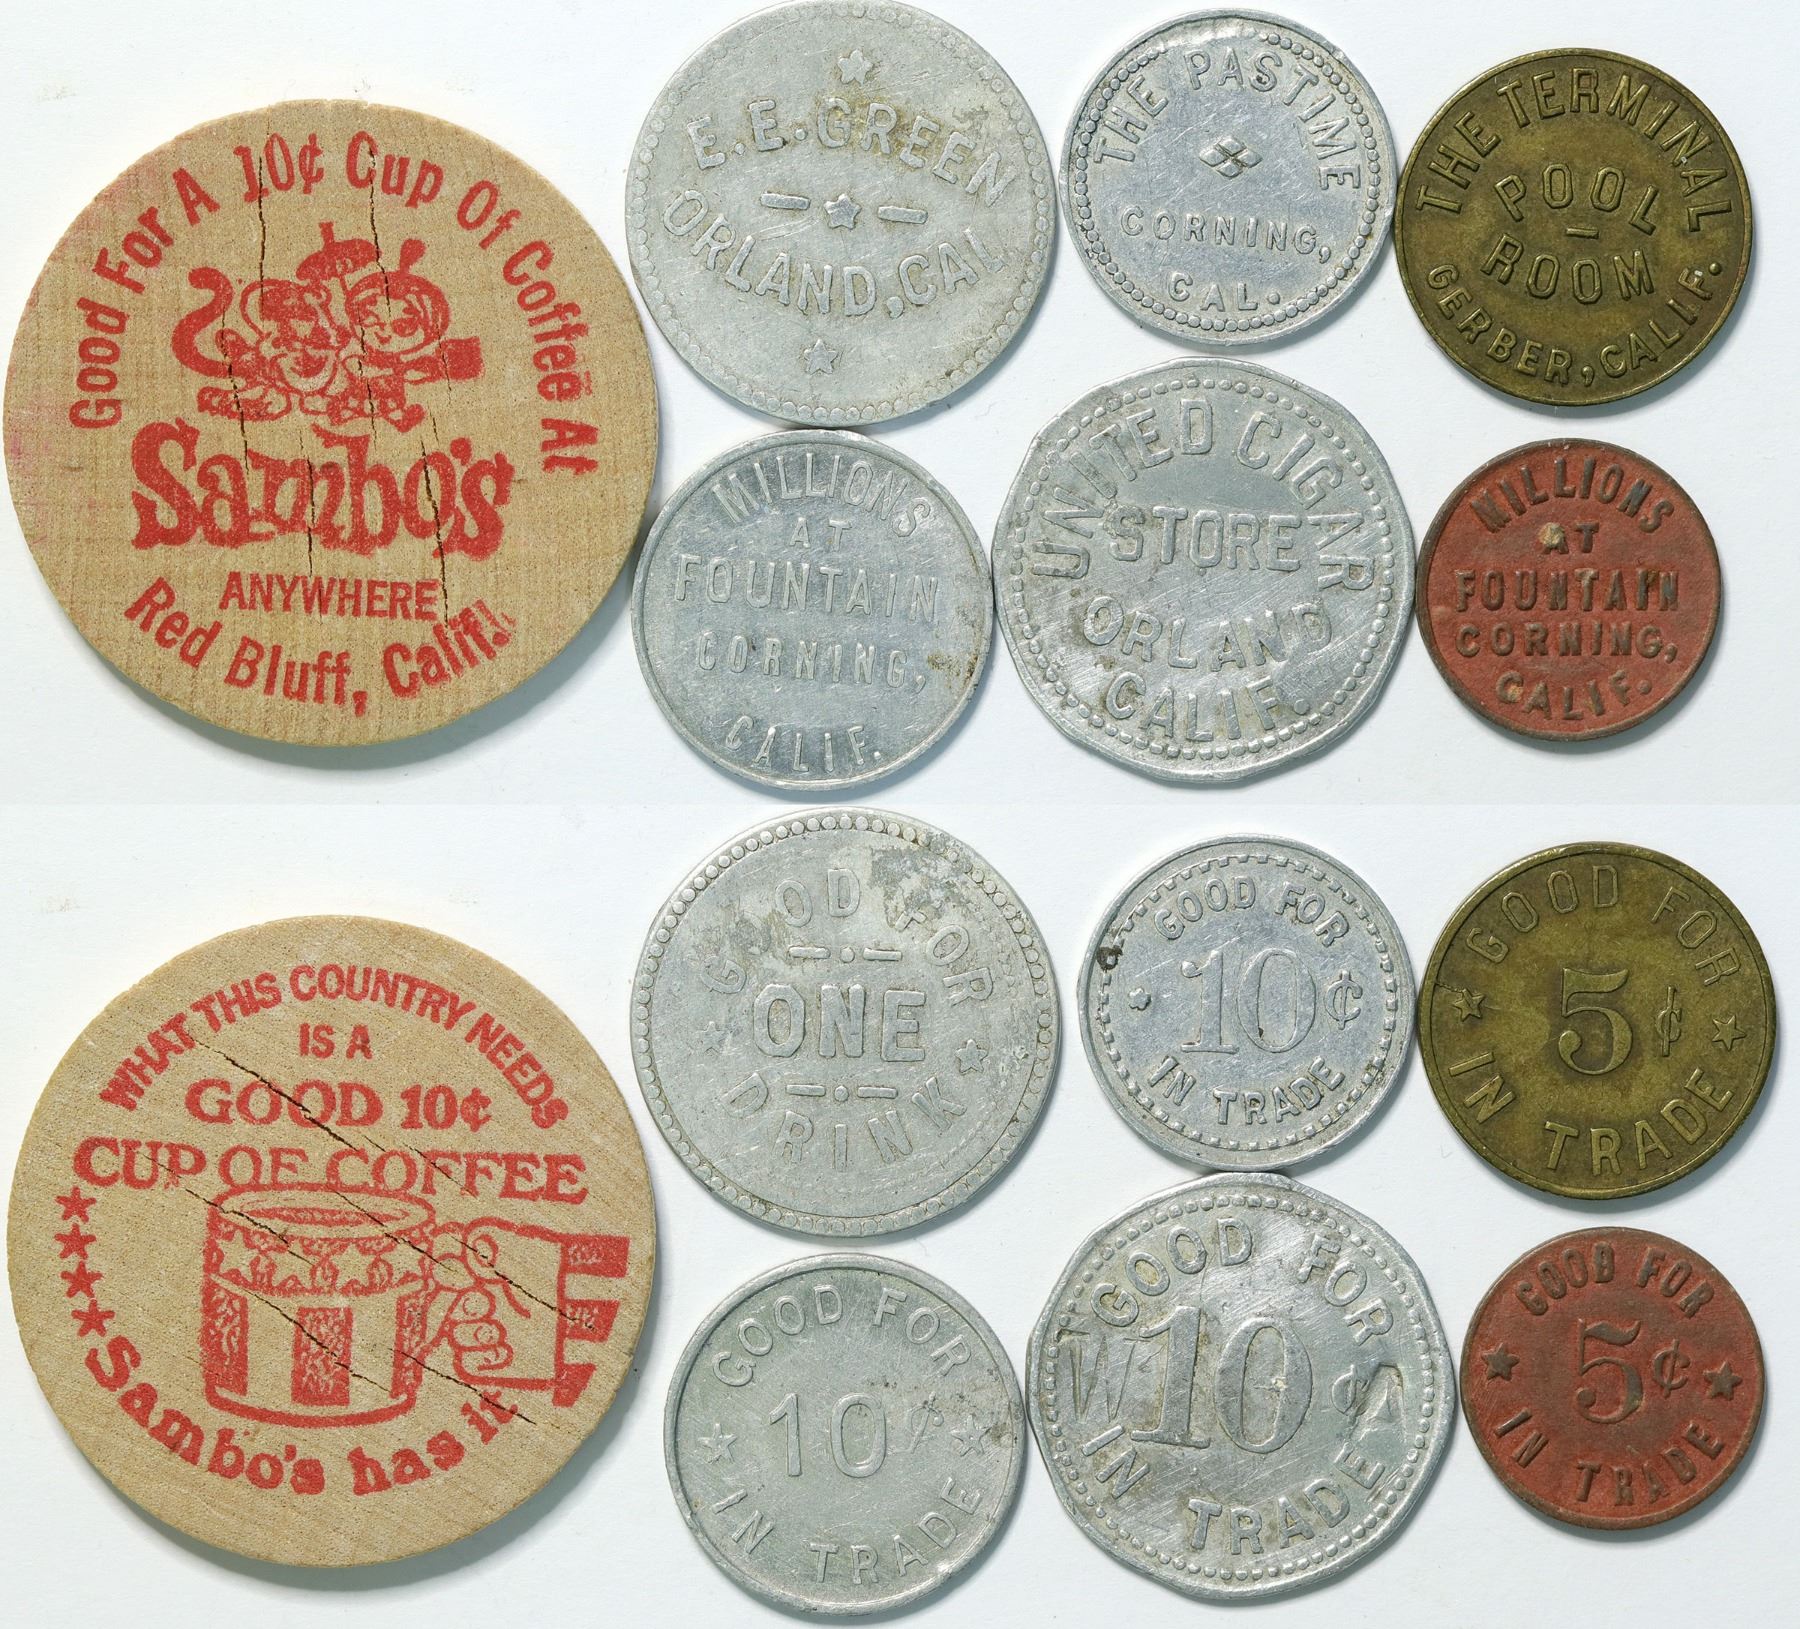 Good For A 10¢ Cup Of Coffee At
Sambo's
ANYWHERE
Red Bluff, Calif.
E.E.GREEN
ORLAND, CAL
THE PASTIME
CORNING,
CAL.
THE TERMINAL
POOL
ROOM
GERBER, CALIF.
MILLIONS
AT
FOUNTAIN
CORNING,
CALIF.
UNITED CIGAR
STORE
ORLAND
CALIF.
MILLIONS
AT
FOUNTAIN
CORNING,
CALIF.
WHAT THIS COUNTRY NEEDS
IS A
GOOD 10¢
CUP OF COFFEE
Sambo's has it
GOOD FOR
ONE
DRINK
GOOD FOR
10¢
IN TRADE
GOOD FOR
5¢
IN TRADE
GOOD FOR
10¢
IN TRADE
GOOD FOR
10¢
IN TRADE
GOOD FOR
5¢
IN TRADE